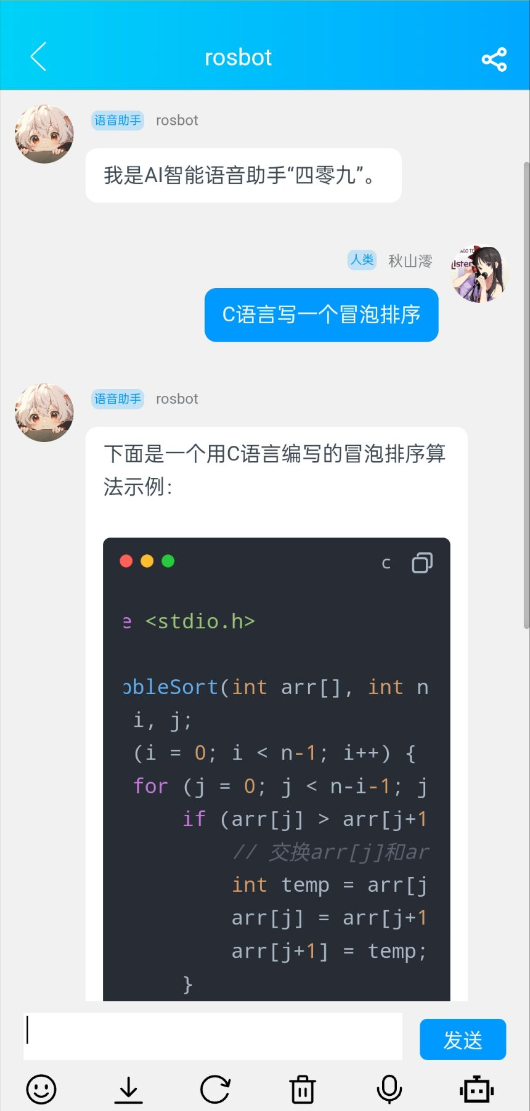 rosbot
语音助手 rosbot
我是AI智能语音助手“四零九”。
人类 秋山澪
C语言写一个冒泡排序
语音助手 rosbot
下面是一个用C语言编写的冒泡排序算
法示例：
C
e <stdio.h>
bbleSort(int arr[], int n
i, j;
(i = 0; i < n-1; i++) {
for (j = 0; j < n-i-1; j
if (arr[j] > arr[j+1
// 交换arr[j]和ar
int temp = arr[j
arr[j] = arr[j+1
arr[j+1] = temp;
}
发送